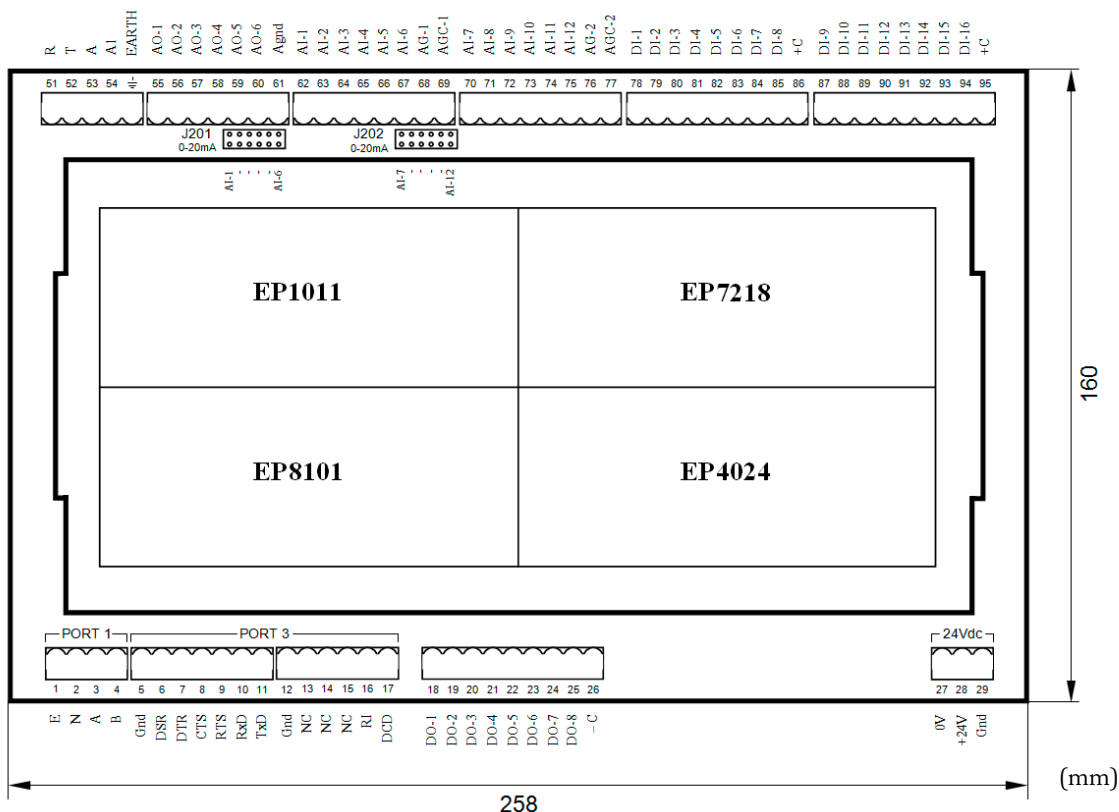 R T A A1 EARTH AO-1 AO-2 AO-3 AO-4 AO-5 AO-6 Agnd AI-1 AI-2 AI-3 AI-4 AI-5 AI-6 AG-1 AGC-1 AI-7 AI-8 AI-9 AI-10 AI-11 AI-12 AG-2 AGC-2 DI-1 DI-2 DI-3 DI-4 DI-5 DI-6 DI-7 DI-8 +C DI-9 DI-10 DI-11 DI-12 DI-13 DI-14 DI-15 DI-16 +C
51 52 53 54 55 56 57 58 59 60 61 62 63 64 65 66 67 68 69 70 71 72 73 74 75 76 77 78 79 80 81 82 83 84 85 86 87 88 89 90 91 92 93 94 95
J201 J202
0-20mA 0-20mA
AI-1 - - - - AI-6 AI-7 - - - - AI-12
EP1011 EP7218
160
EP8101 EP4024
PORT 1 PORT 3 24Vdc
1 2 3 4 5 6 7 8 9 10 11 12 13 14 15 16 17 18 19 20 21 22 23 24 25 26 27 28 29
E N A B Gnd DSR DTR CTS RTS RxD TxD Gnd NC NC NC RI DCD DO-1 DO-2 DO-3 DO-4 DO-5 DO-6 DO-7 DO-8 -C 0V +24V Gnd
(mm)
258